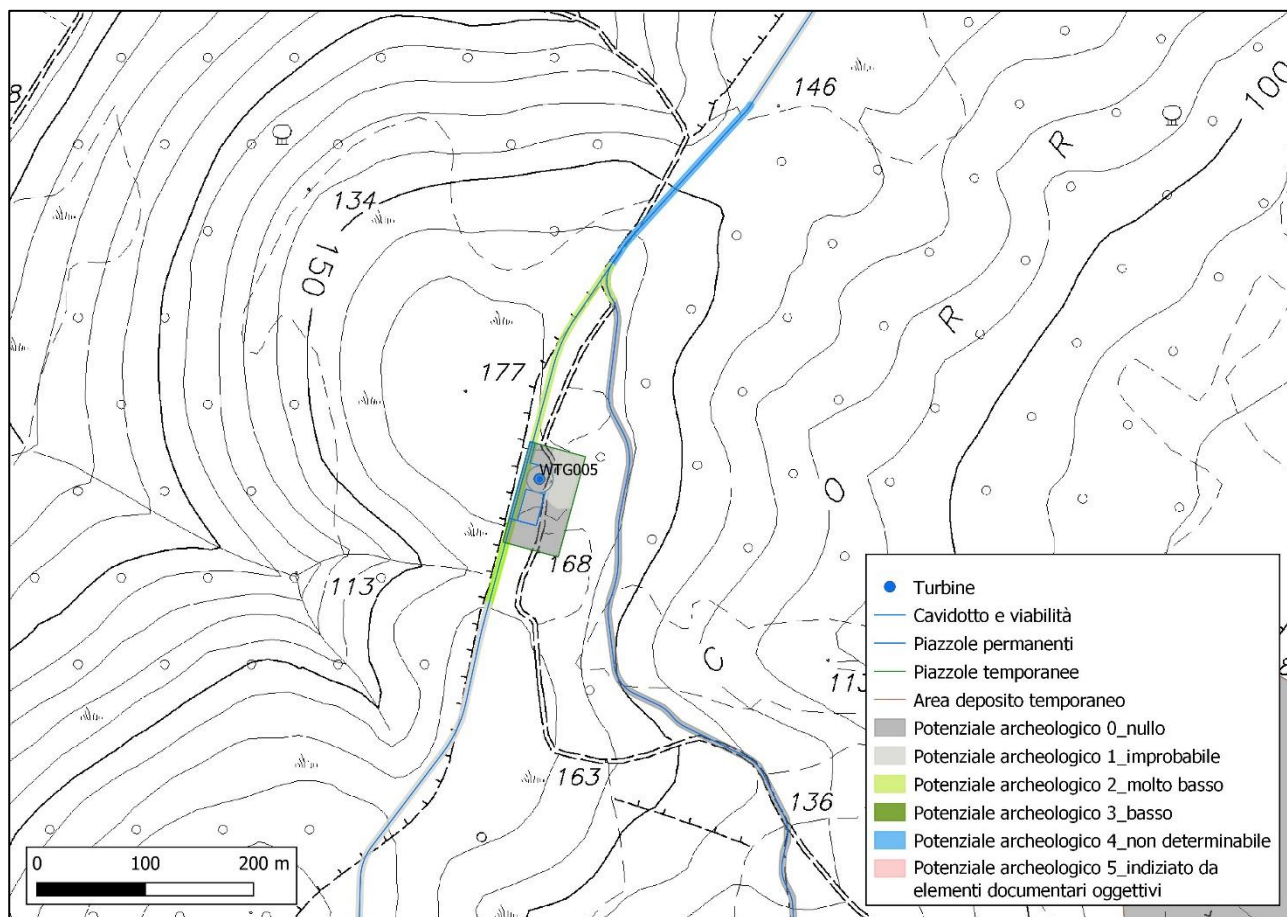 8
146
100
R
134
150
R
177
WTG005
O
168
113
C
113
163
136
Turbine
Cavidotto e viabilità
Piazzole permanenti
Piazzole temporanee
Area deposito temporaneo
Potenziale archeologico 0_nullo
Potenziale archeologico 1_improbabile
Potenziale archeologico 2_molto basso
Potenziale archeologico 3_basso
Potenziale archeologico 4_non determinabile
Potenziale archeologico 5_indiziato da
elementi documentari oggettivi
0 100 200 m